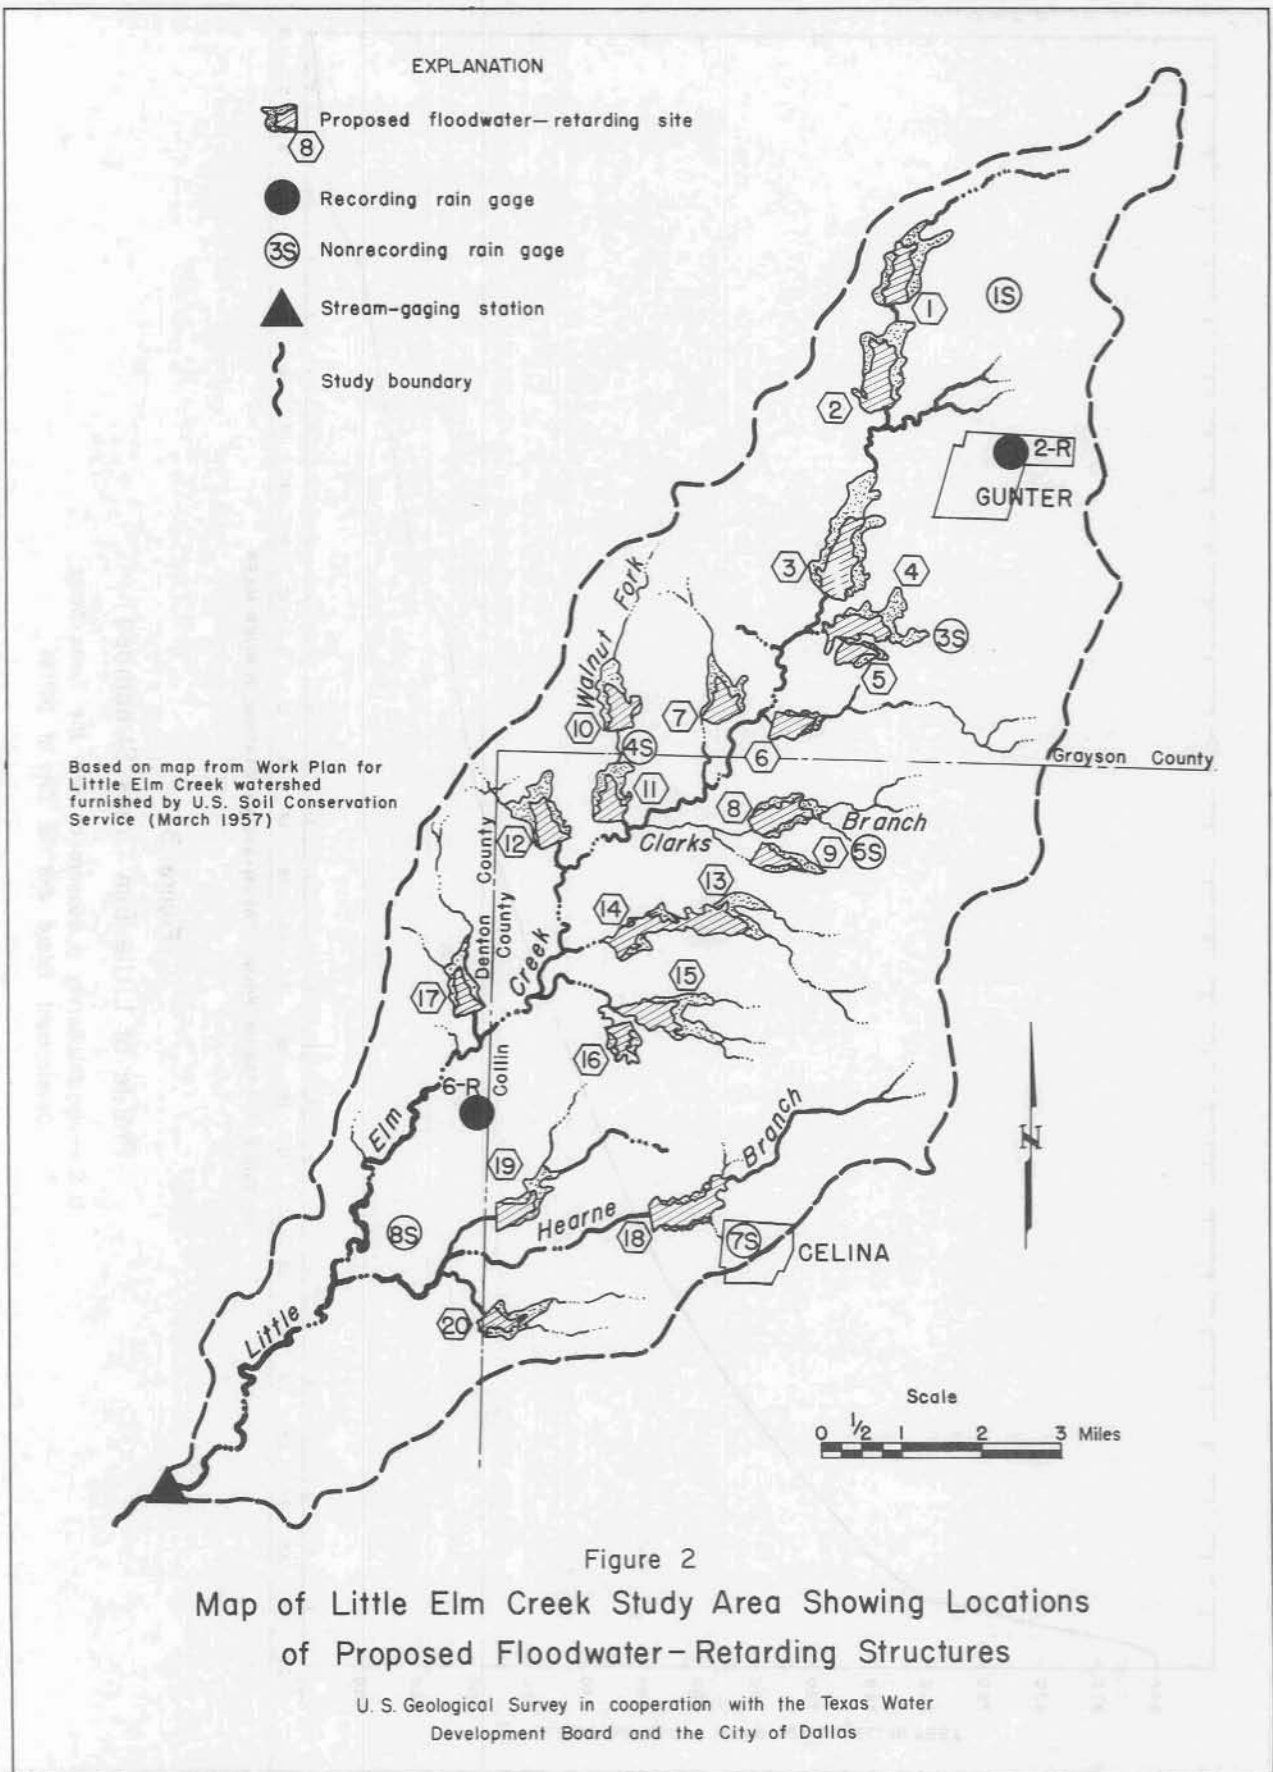 EXPLANATION
Proposed floodwater—retarding site
8
Recording rain gage
3S Nonrecording rain gage
Stream-gaging station
Study boundary
1S
1
2
2-R
GUNTER
3
4
3S
5
Walnut Fork
10
7
6
4S
Grayson County
Based on map from Work Plan for
Little Elm Creek watershed
furnished by U.S. Soil Conservation
Service (March 1957)
11
8
Clarks Branch
12
9
5S
Denton County
Collin County
13
14
15
17
16
6-R
Little Elm Creek
19
Hearne Branch
8S
18
7S
CELINA
20
Scale
0 1/2 1 2 3 Miles
N
Figure 2
Map of Little Elm Creek Study Area Showing Locations
of Proposed Floodwater—Retarding Structures
U. S. Geological Survey in cooperation with the Texas Water
Development Board and the City of Dallas